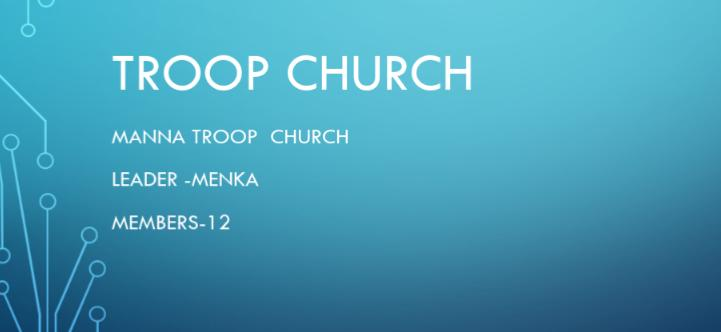 TROOP CHURCH
MANNA TROOP  CHURCH
LEADER -MENKA
MEMBERS-12